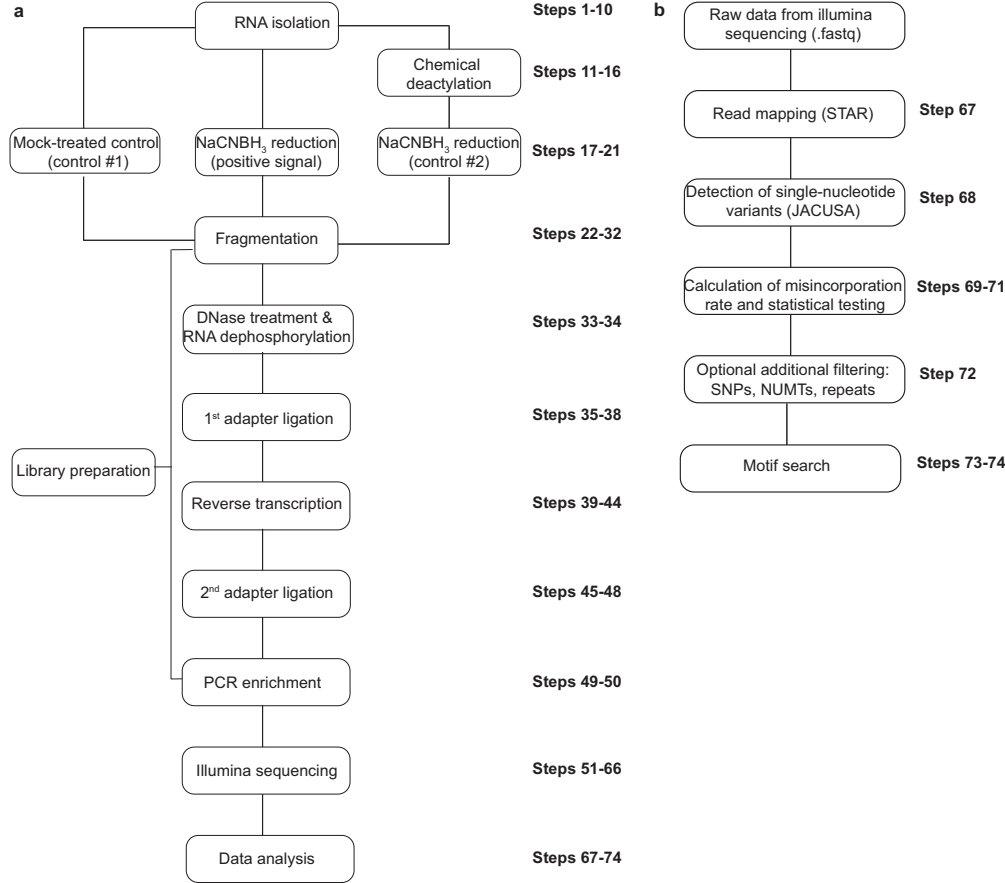 a
RNA isolation
Steps 1-10
Chemical
deactylation
Steps 11-16
Mock-treated control
(control #1)
NaCNBH₃ reduction
(positive signal)
NaCNBH₃ reduction
(control #2)
Steps 17-21
Fragmentation
Steps 22-32
DNase treatment &
RNA dephosphorylation
Steps 33-34
1ˢᵗ adapter ligation
Steps 35-38
Library preparation
Reverse transcription
Steps 39-44
2ⁿᵈ adapter ligation
Steps 45-48
PCR enrichment
Steps 49-50
Illumina sequencing
Steps 51-66
Data analysis
Steps 67-74
b
Raw data from illumina
sequencing (.fastq)
Read mapping (STAR)
Step 67
Detection of single-nucleotide
variants (JACUSA)
Step 68
Calculation of misincorporation
rate and statistical testing
Steps 69-71
Optional additional filtering:
SNPs, NUMTs, repeats
Step 72
Motif search
Steps 73-74